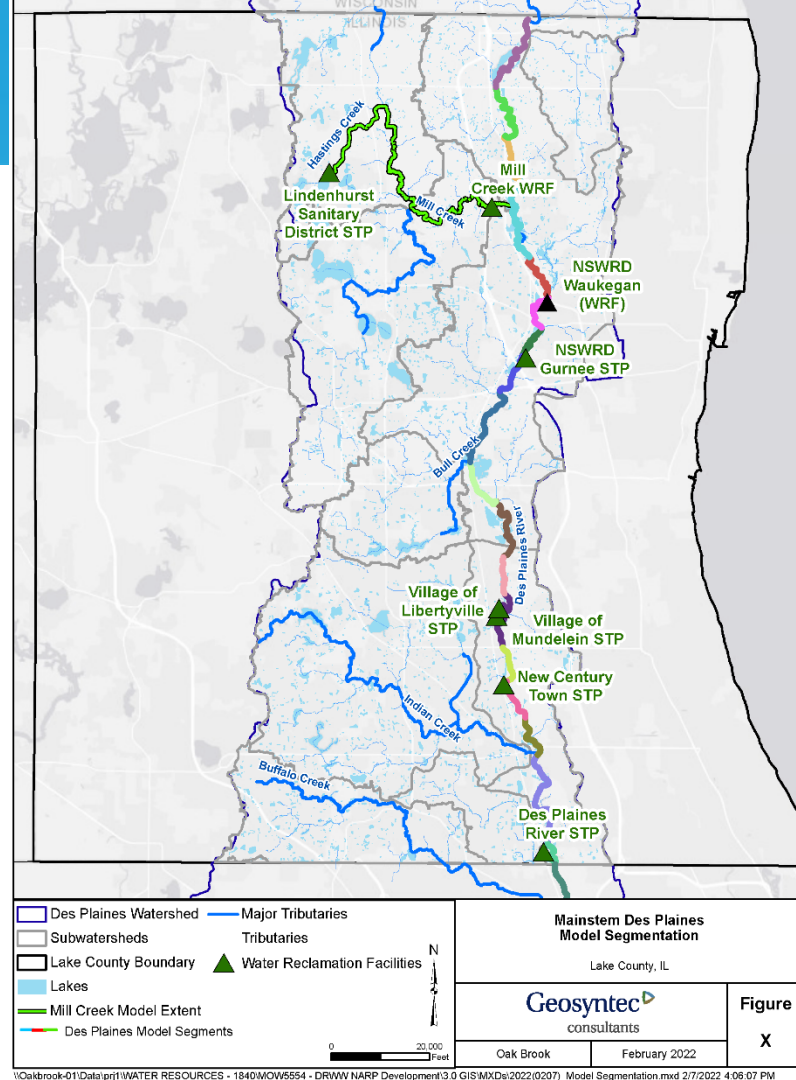 WISCONSIN
ILLINOIS
Hastings Creek
Lindenhurst
Sanitary
District STP
Mill
Creek WRF
Mill Creek
NSWRD
Waukegan
(WRF)
NSWRD
Gurnee STP
Bull Creek
Des Plaines River
Village of
Libertyville
STP
Village of
Mundelein STP
New Century
Town STP
Indian Creek
Buffalo Creek
Des Plaines
River STP
Des Plaines Watershed
Major Tributaries
Subwatersheds
Tributaries
Lake County Boundary
Water Reclamation Facilities
Lakes
Mill Creek Model Extent
Des Plaines Model Segments
N
0 20,000
Feet
Mainstem Des Plaines
Model Segmentation
Lake County, IL
Geosyntec
consultants
Oak Brook
February 2022
Figure
X
\\Oakbrook-01\Data\prj1\WATER RESOURCES - 1840\MOW5554 - DRWW NARP Development\3.0 GIS\MXDs\2022(0207)_Model Segmentation.mxd 2/7/2022 4:06:07 PM